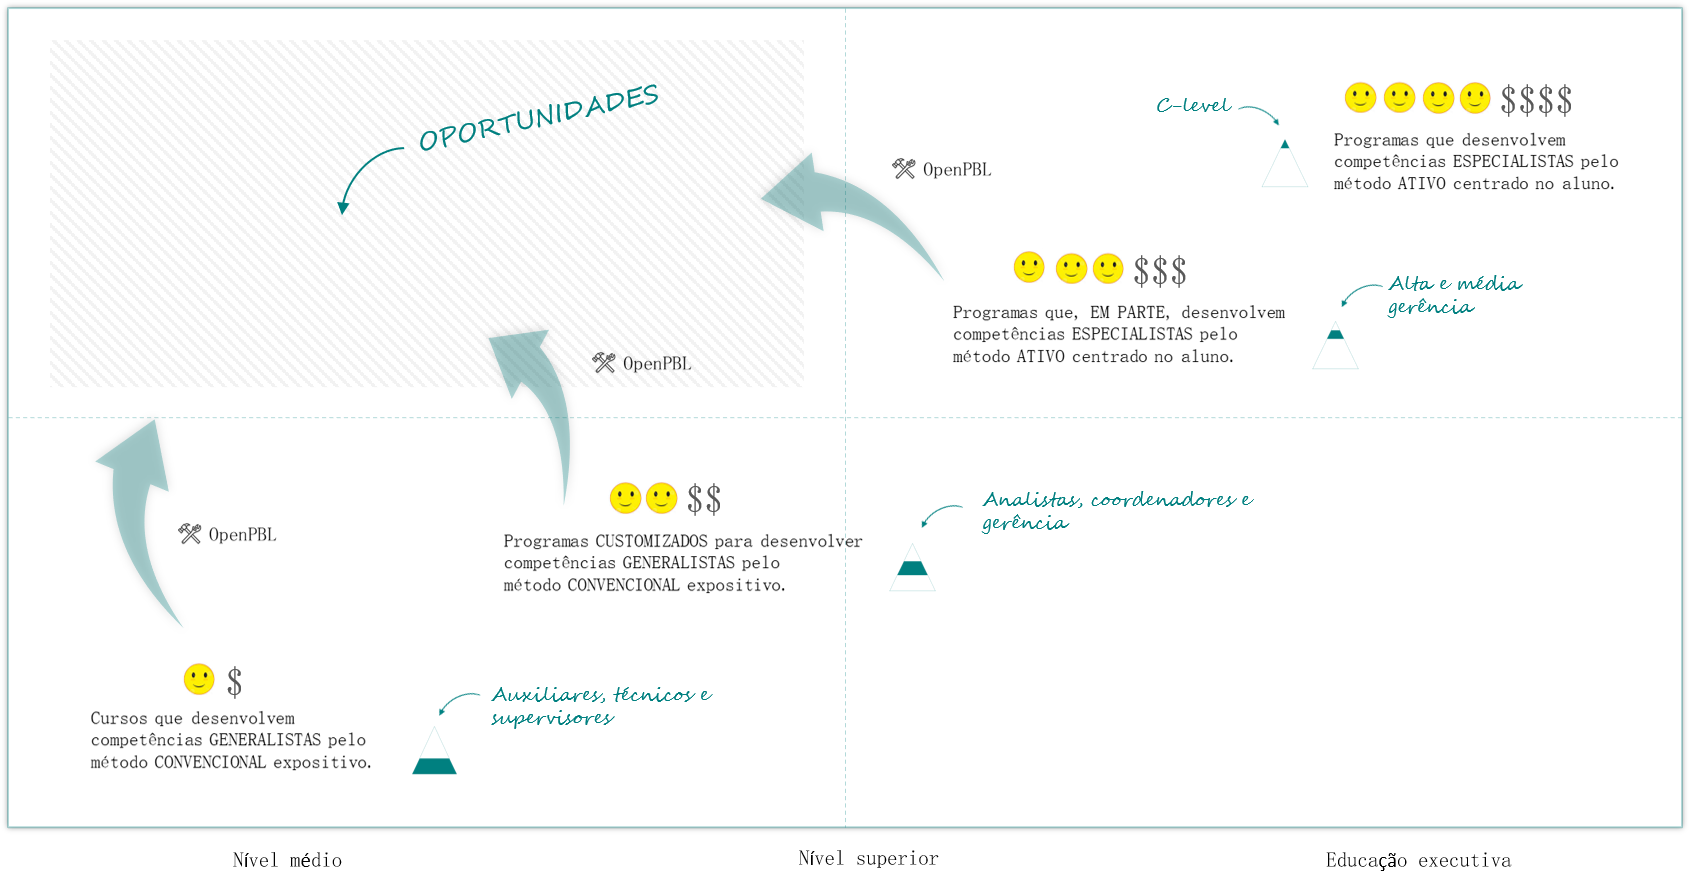 OPORTUNIDADES
C-level
$$$$
Programas que desenvolvem
competências ESPECIALISTAS pelo
método ATIVO centrado no aluno.
OpenPBL
$$$
Programas que, EM PARTE, desenvolvem
competências ESPECIALISTAS pelo
método ATIVO centrado no aluno.
Alta e média
gerência
OpenPBL
$$
Programas CUSTOMIZADOS para desenvolver
competências GENERALISTAS pelo
método CONVENCIONAL expositivo.
Analistas, coordenadores e
gerência
OpenPBL
$
Cursos que desenvolvem
competências GENERALISTAS pelo
método CONVENCIONAL expositivo.
Auxiliares, técnicos e
supervisores
Nível médio
Nível superior
Educação executiva